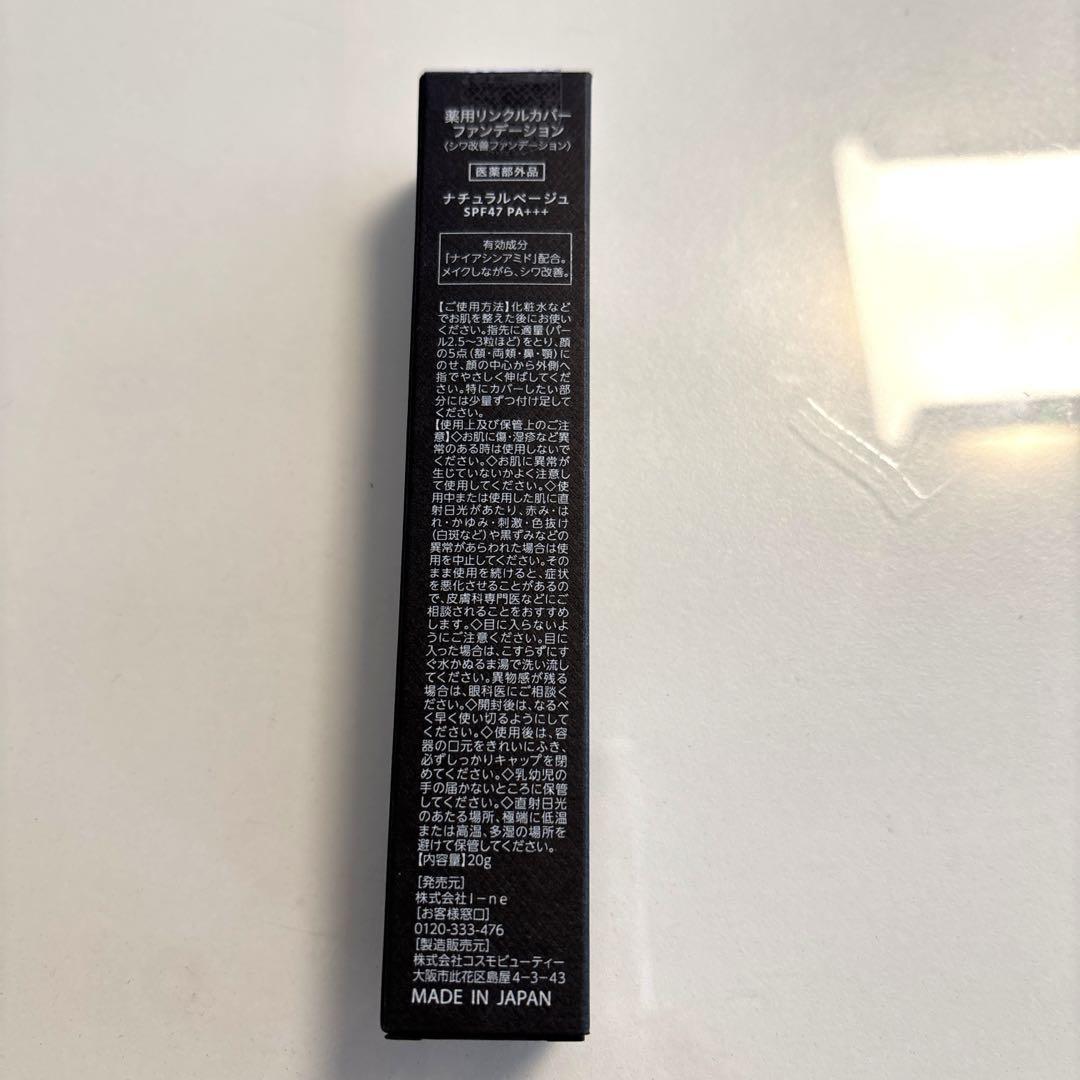 薬用リンクルカバー
ファンデーション
〈シワ改善ファンデーション〉
医薬部外品
ナチュラルベージュ
SPF47 PA+++
有効成分
「ナイアシンアミド」配合。
メイクしながら、シワ改善。
【ご使用方法】化粧水など
でお肌を整えた後にお使い
ください。指先に適量(パー
ル2.5~3粒ほど)をとり、顔
の5点(額・両頬・鼻・顎)に
のせ、顔の中心から外側へ
指でやさしく伸ばしてくだ
さい。特にカバーしたい部
分には少量ずつ付け足して
ください。
【使用上及び保管上のご注
意】◇お肌に傷・湿疹など異
常のある時は使用しないで
ください。◇お肌に異常が
生じていないかよく注意し
て使用してください。◇使
用中または使用した肌に直
射日光があたり、赤み・は
れ・かゆみ・刺激・色抜け
(白斑など)や黒ずみなどの
異常があらわれた場合は使
用を中止してください。その
まま使用を続けると、症状
を悪化させることがあるの
で、皮膚科専門医などにご
相談されることをおすすめ
します。◇目に入らないよ
うにご注意ください。目に
入った場合は、こすらずにす
ぐ水かぬるま湯で洗い流し
てください。異物感が残る
場合は、眼科医にご相談く
ださい。◇開封後は、なるべ
く早く使い切るようにして
ください。◇使用後は、容
器の口元をきれいにふき、
必ずしっかりキャップを閉
めてください。◇乳幼児の
手の届かないところに保管
してください。◇直射日光
のあたる場所、極端に低温
または高温、多湿の場所を
避けて保管してください。
【内容量】20g
[発売元]
株式会社I-ne
[お客様窓口]
0120-333-476
[製造販売元]
株式会社コスモビューティー
大阪市此花区島屋4-3-43
MADE IN JAPAN